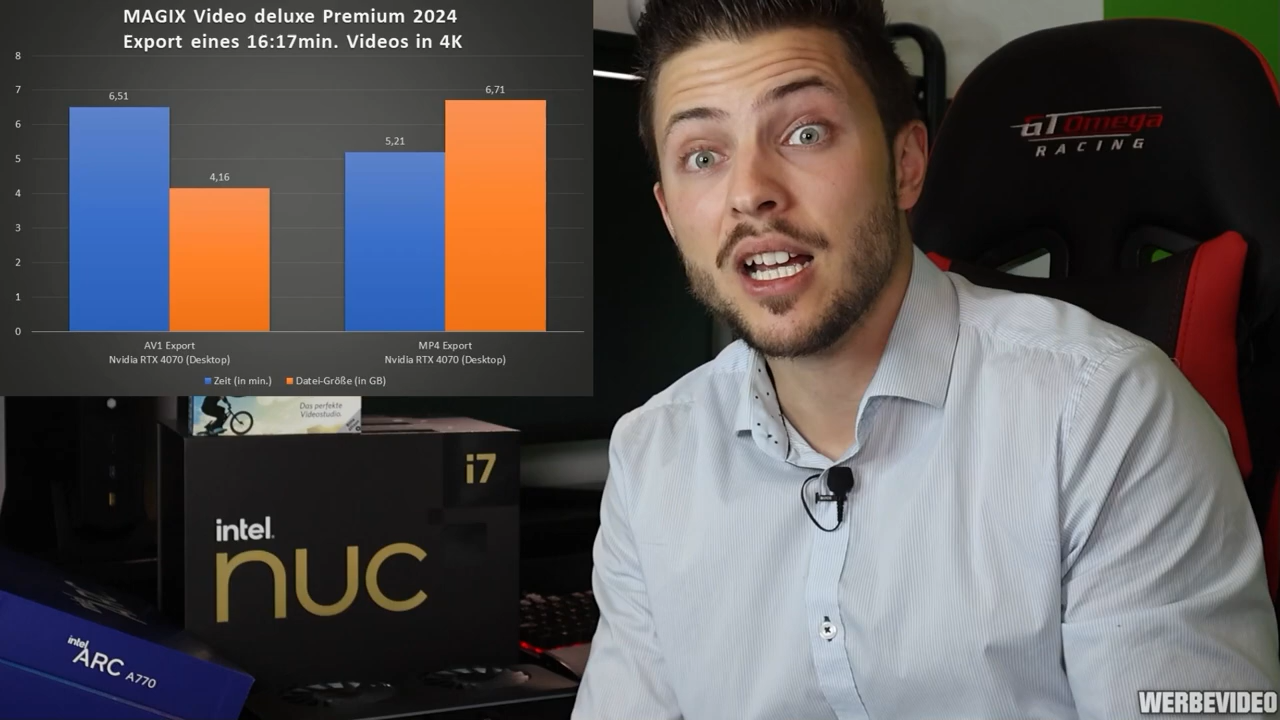 MAGIX Video deluxe Premium 2024
Export eines 16:17min. Videos in 4K
8
7
6
5
4
3
2
1
0
6,51
4,16
5,21
6,71
AV1 Export
Nvidia RTX 4070 (Desktop)
MP4 Export
Nvidia RTX 4070 (Desktop)
Zeit (in min.)
Datei-Größe (in GB)
GT Omega
RACING
Das perfekte
Videostudio.
i7
intel.
nuc
intel
ARC A770
WERBEVIDEO